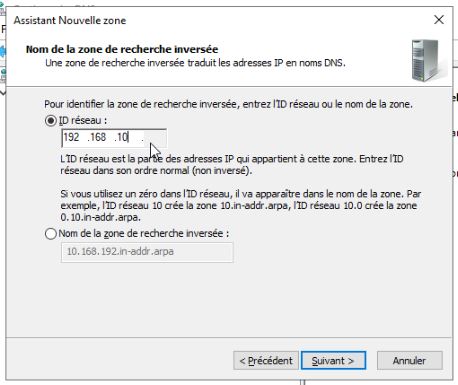 Assistant Nouvelle zone
Nom de la zone de recherche inversée
Une zone de recherche inversée traduit les adresses IP en noms DNS.
Pour identifier la zone de recherche inversée, entrez l'ID réseau ou le nom de la zone.
ID réseau :
192 .168 .10 .
L'ID réseau est la partie des adresses IP qui appartient à cette zone. Entrez l'ID
réseau dans son ordre normal (non inversé).
Si vous utilisez un zéro dans l'ID réseau, il va apparaître dans le nom de la zone. Par
exemple, l'ID réseau 10 crée la zone 10.in-addr.arpa, l'ID réseau 10.0 crée la zone
0.10.in-addr.arpa.
Nom de la zone de recherche inversée :
10.168.192.in-addr.arpa
< Précédent
Suivant >
Annuler